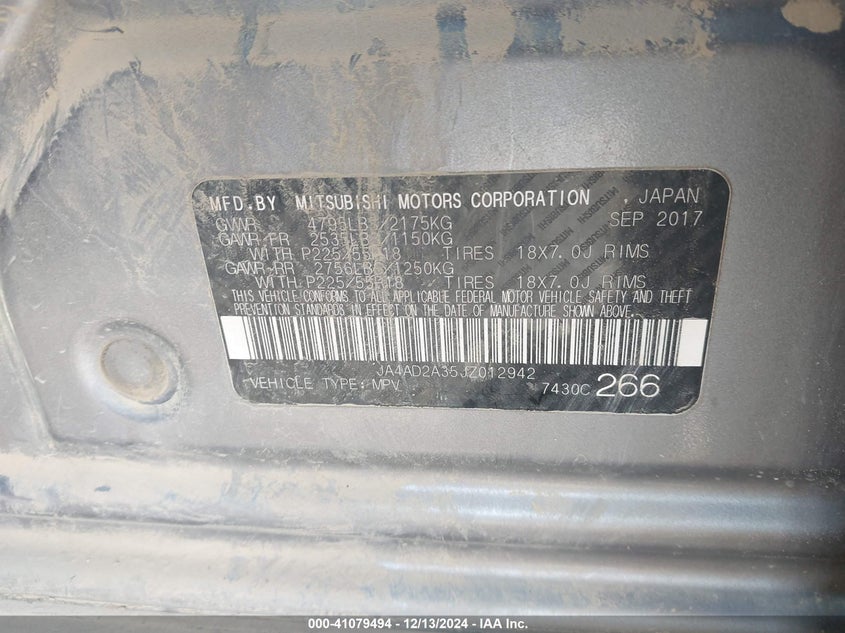 MFD.BY MITSUBISHI MOTORS CORPORATION , JAPAN
GVWR 4795LBS/2175KG SEP 2017
GAWR FR 2535LBS/1150KG
WITH P225/55R18 TIRES 18X7.0J RIMS
GAWR RR 2756LBS/1250KG
WITH P225/55R18 TIRES 18X7.0J RIMS
THIS VEHICLE CONFORMS TO ALL APPLICABLE FEDERAL MOTOR VEHICLE SAFETY AND THEFT
PREVENTION STANDARDS IN EFFECT ON THE DATE OF MANUFACTURE SHOWN ABOVE.
JA4AD2A35JZ012942
VEHICLE TYPE: MPV 7430C 266
000-41079494 - 12/13/2024 - IAA Inc.